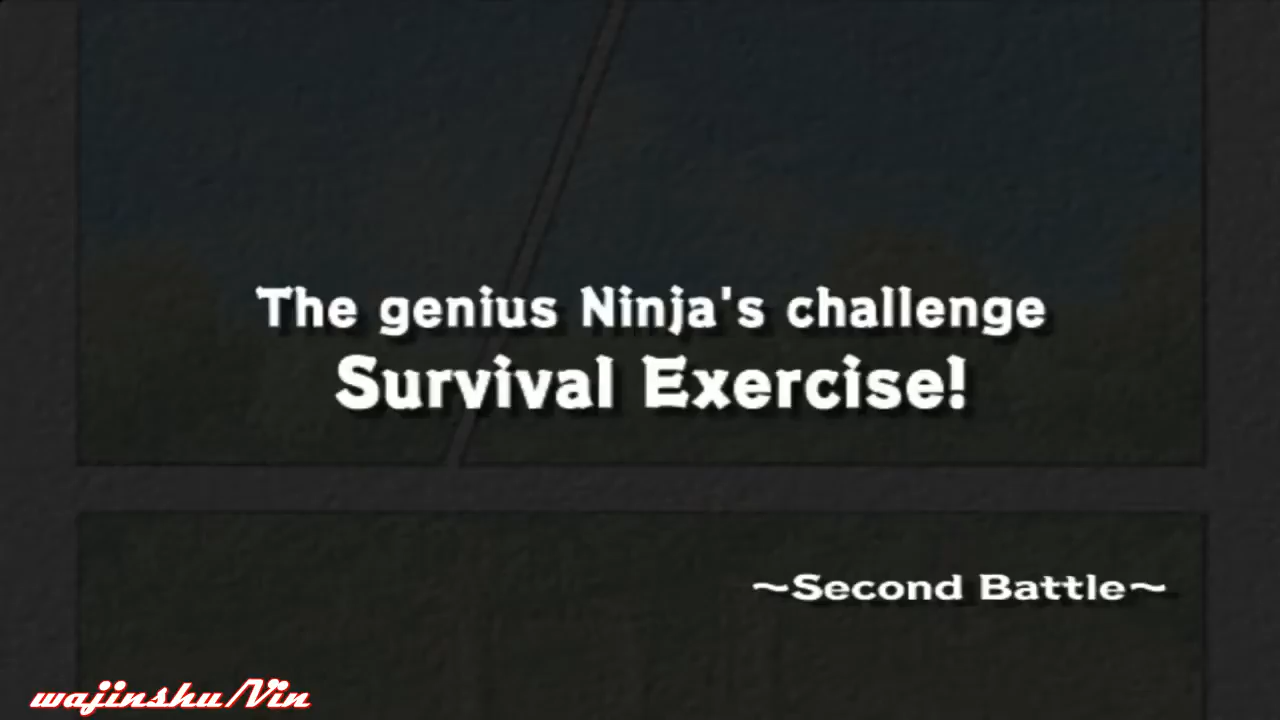 The genius Ninja's challenge
Survival Exercise!
~Second Battle~
wajinshu/Vin